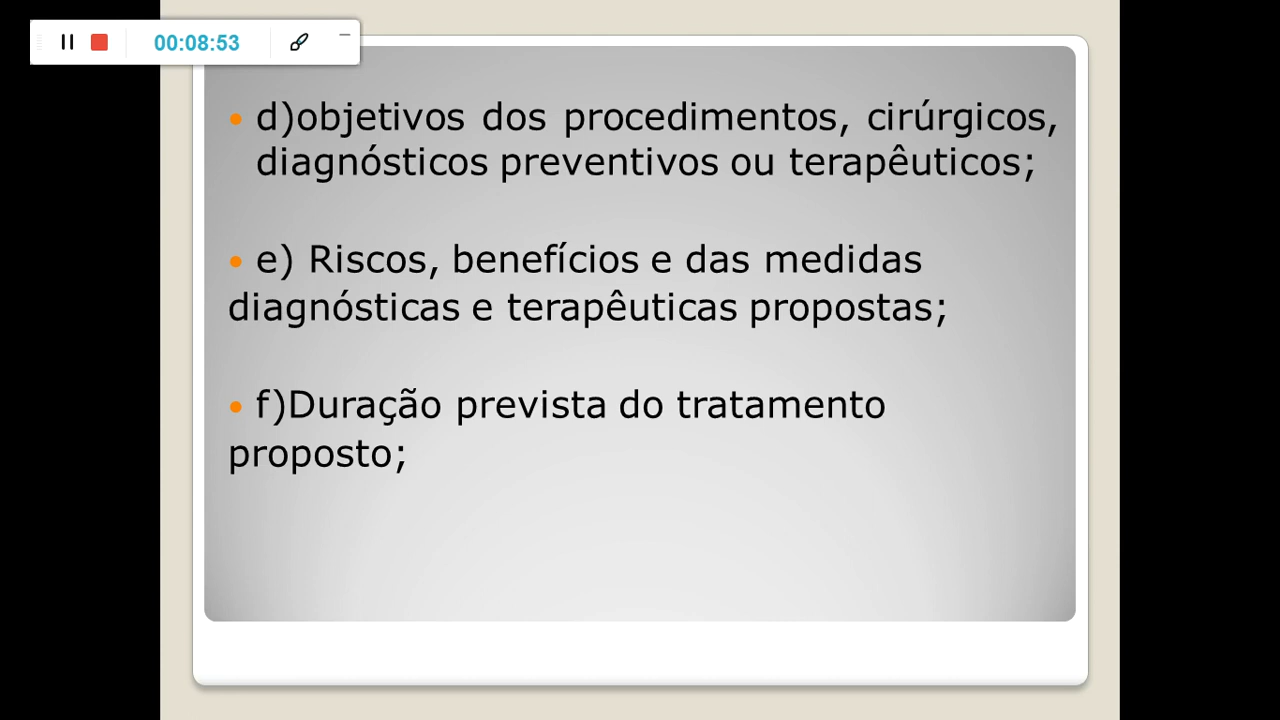 00:08:53
d)objetivos dos procedimentos, cirúrgicos,
diagnósticos preventivos ou terapêuticos;
e) Riscos, benefícios e das medidas
diagnósticas e terapêuticas propostas;
f)Duração prevista do tratamento
proposto;